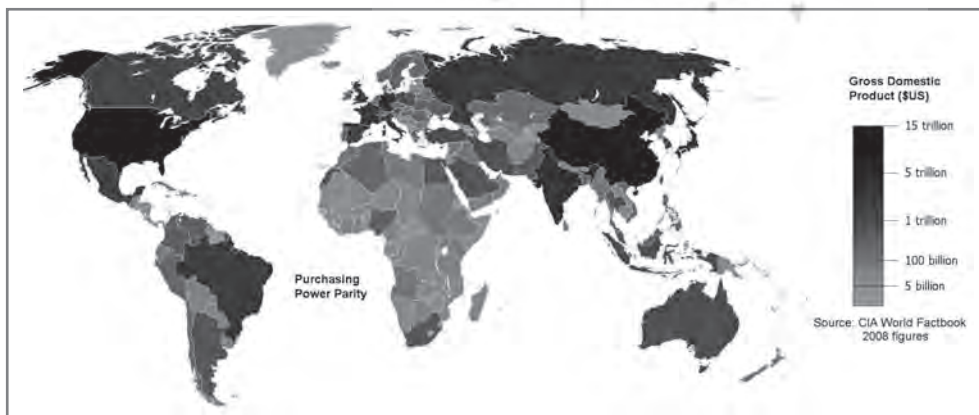 Gross Domestic
Product ($US)
15 trillion
5 trillion
1 trillion
100 billion
5 billion
Purchasing
Power Parity
Source: CIA World Factbook
2008 figures